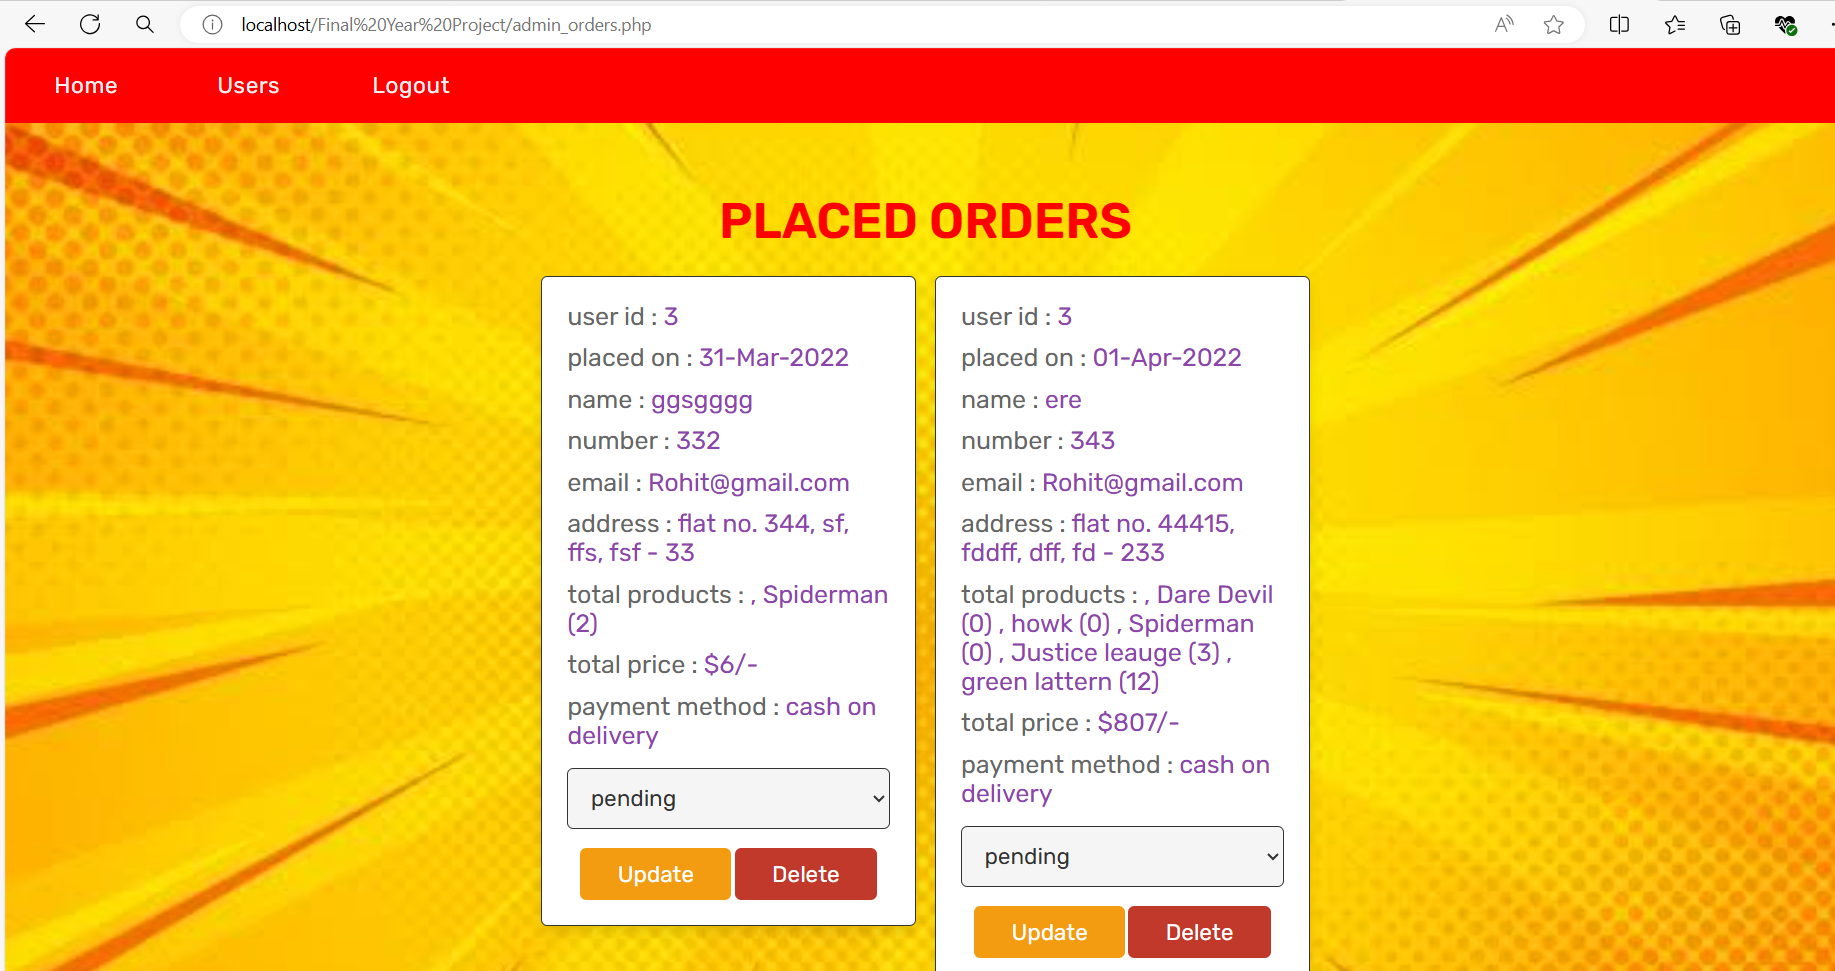 localhost/Final%20Year%20Project/admin_orders.php
Home Users Logout
PLACED ORDERS
user id : 3
placed on : 31-Mar-2022
name : ggsgggg
number : 332
email : Rohit@gmail.com
address : flat no. 344, sf,
ffs, fsf - 33
total products : , Spiderman
(2)
total price : $6/-
payment method : cash on
delivery
pending
Update Delete
user id : 3
placed on : 01-Apr-2022
name : ere
number : 343
email : Rohit@gmail.com
address : flat no. 44415,
fddff, dff, fd - 233
total products : , Dare Devil
(0) , howk (0) , Spiderman
(0) , Justice leauge (3) ,
green lattern (12)
total price : $807/-
payment method : cash on
delivery
pending
Update Delete